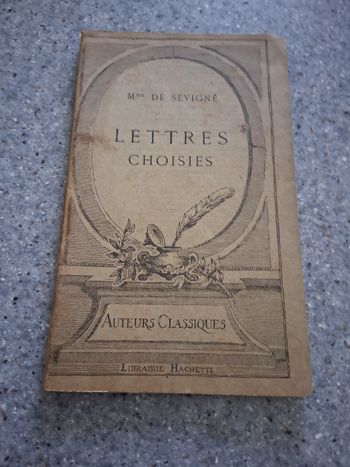 Mme DE SÉVIGNÉ
LETTRES
CHOISIES
AUTEURS CLASSIQUES
LIBRAIRIE HACHETTE